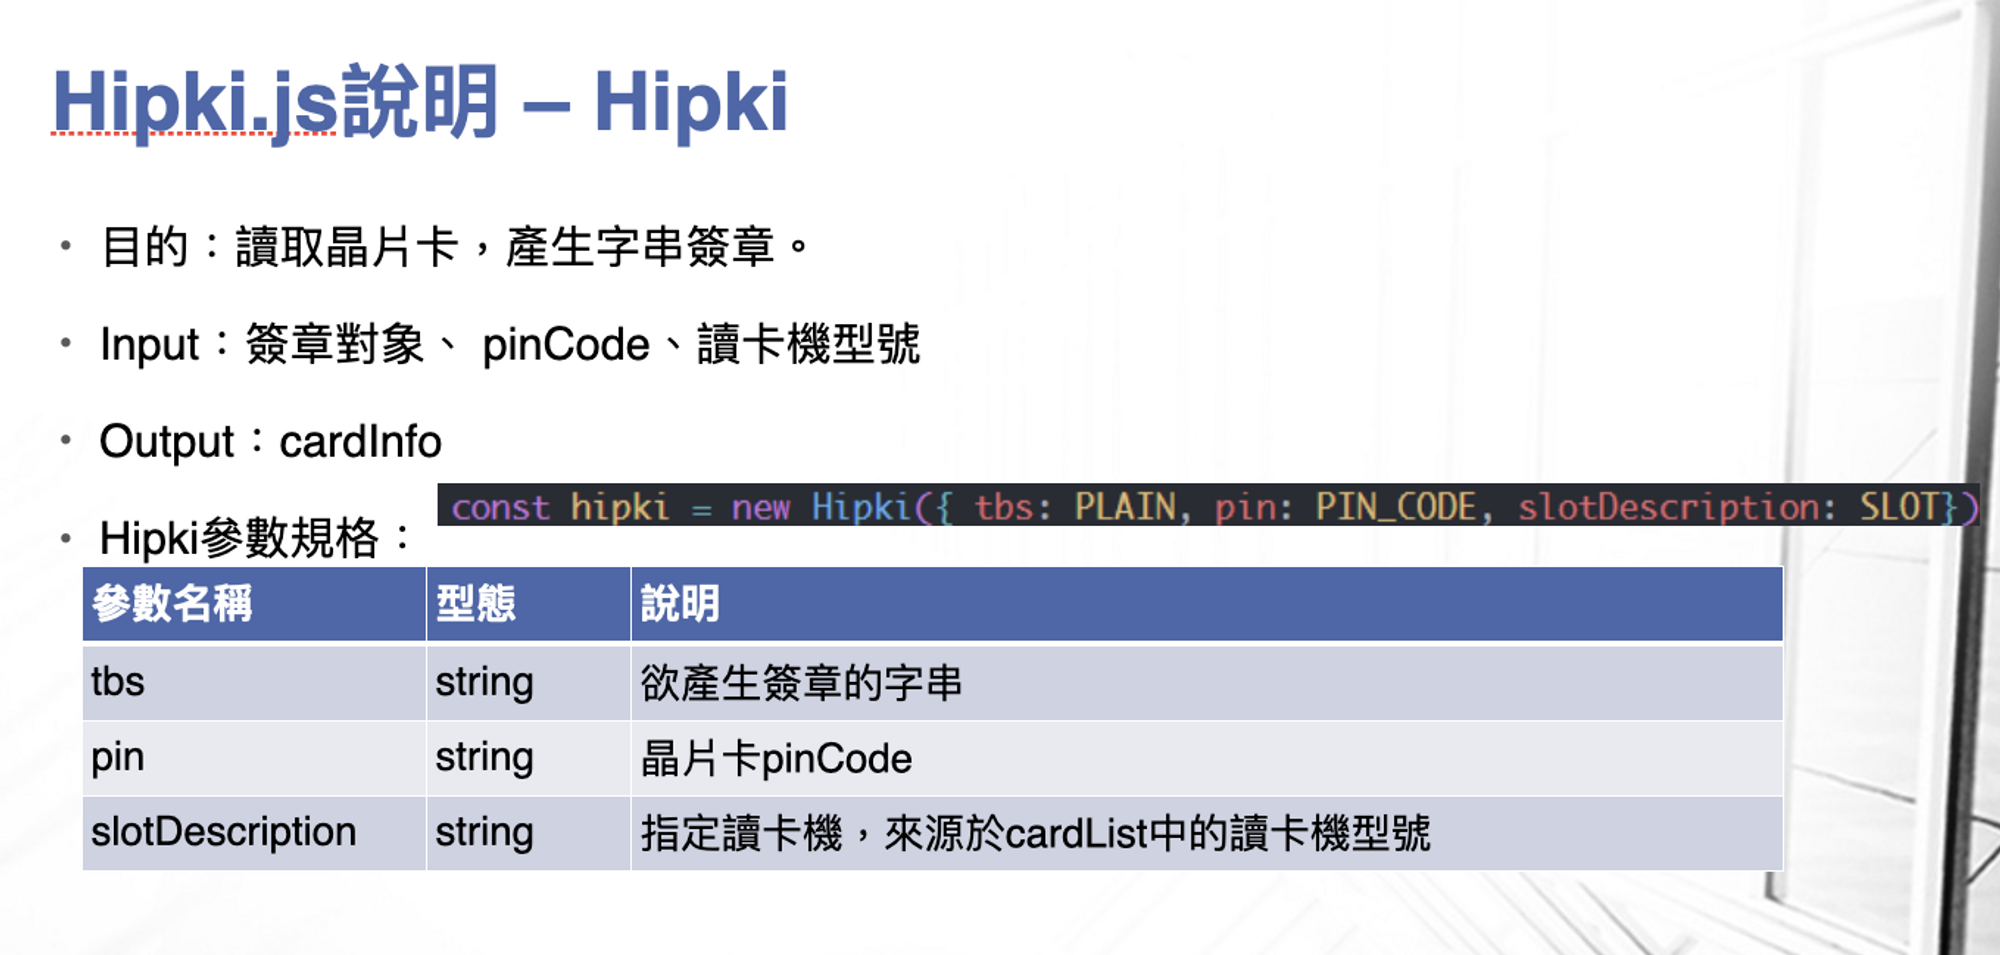 Hipki.js說明 – Hipki
• 目的：讀取晶片卡，產生字串簽章。
• Input：簽章對象、 pinCode、讀卡機型號
• Output：cardInfo
const hipki = new Hipki({ tbs: PLAIN, pin: PIN_CODE, slotDescription: SLOT})
• Hipki參數規格：
參數名稱 型態 說明
tbs string 欲產生簽章的字串
pin string 晶片卡pinCode
slotDescription string 指定讀卡機，來源於cardList中的讀卡機型號